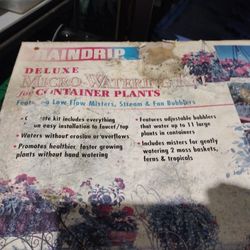 RAINDRIP
DELUXE
MICRO-WATERING
for CONTAINER PLANTS
Low Flow Misters, Stream & Fan Bubblers
kit includes everything
easy installation to faucet/tap
• Waters without erosion or overflows
• Promotes healthier, faster growing
plants without hand watering
• Features adjustable bubblers
that water up to 11 large
plants in containers
• Includes misters for gently
watering 2 moss baskets,
ferns & tropicals